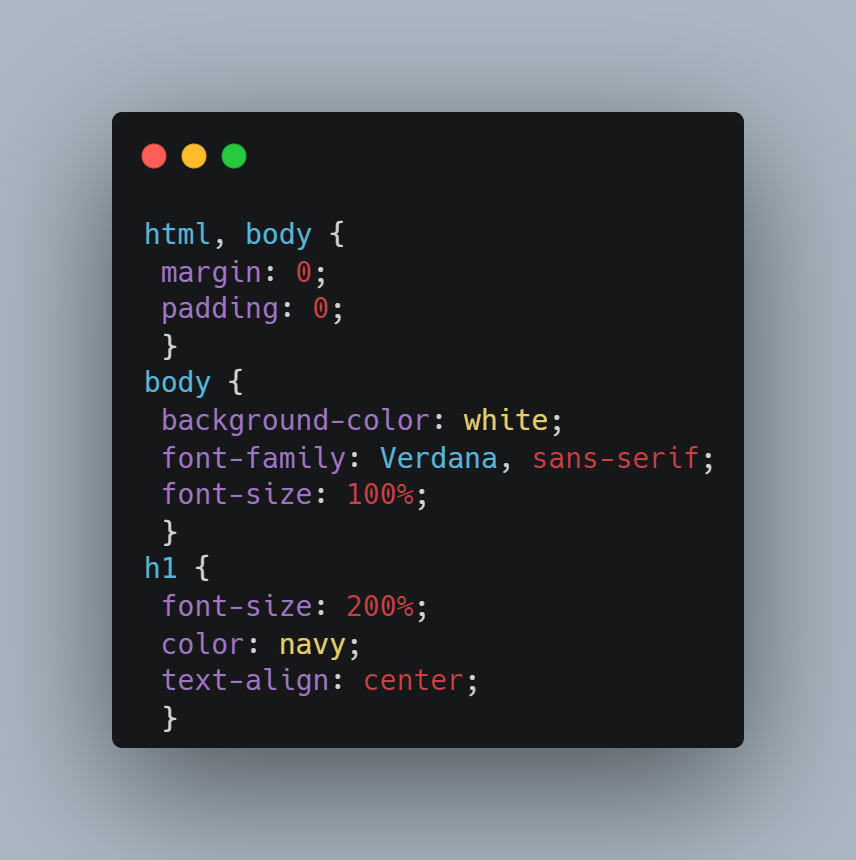 html, body {
 margin: 0;
 padding: 0;
 }
body {
 background-color: white;
 font-family: Verdana, sans-serif;
 font-size: 100%;
 }
h1 {
 font-size: 200%;
 color: navy;
 text-align: center;
 }